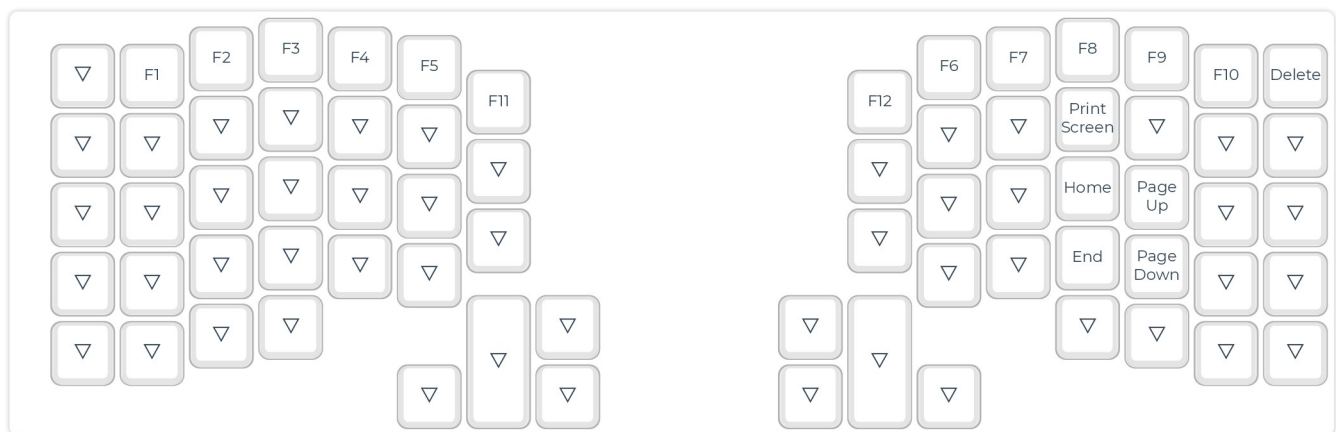 F1
F2
F3
F4
F5
F11
F12
F6
F7
F8
F9
F10
Delete
Print
Screen
Home
Page
Up
End
Page
Down